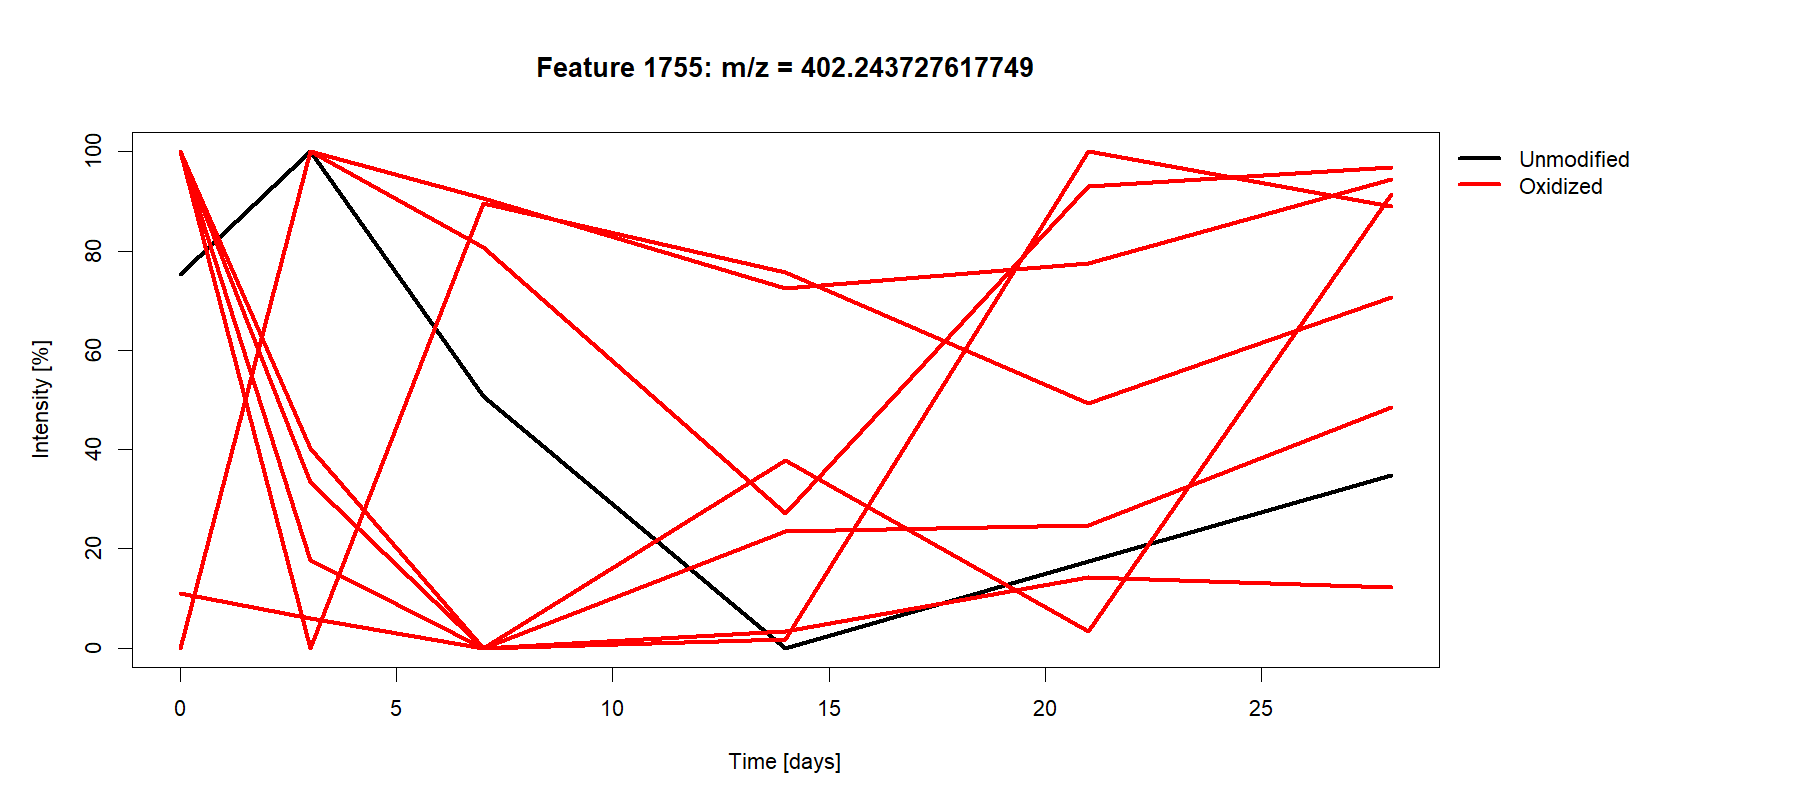 Feature 1755: m/z = 402.243727617749
Unmodified
Oxidized
100
80
60
40
20
0
Intensity [%]
0 5 10 15 20 25
Time [days]